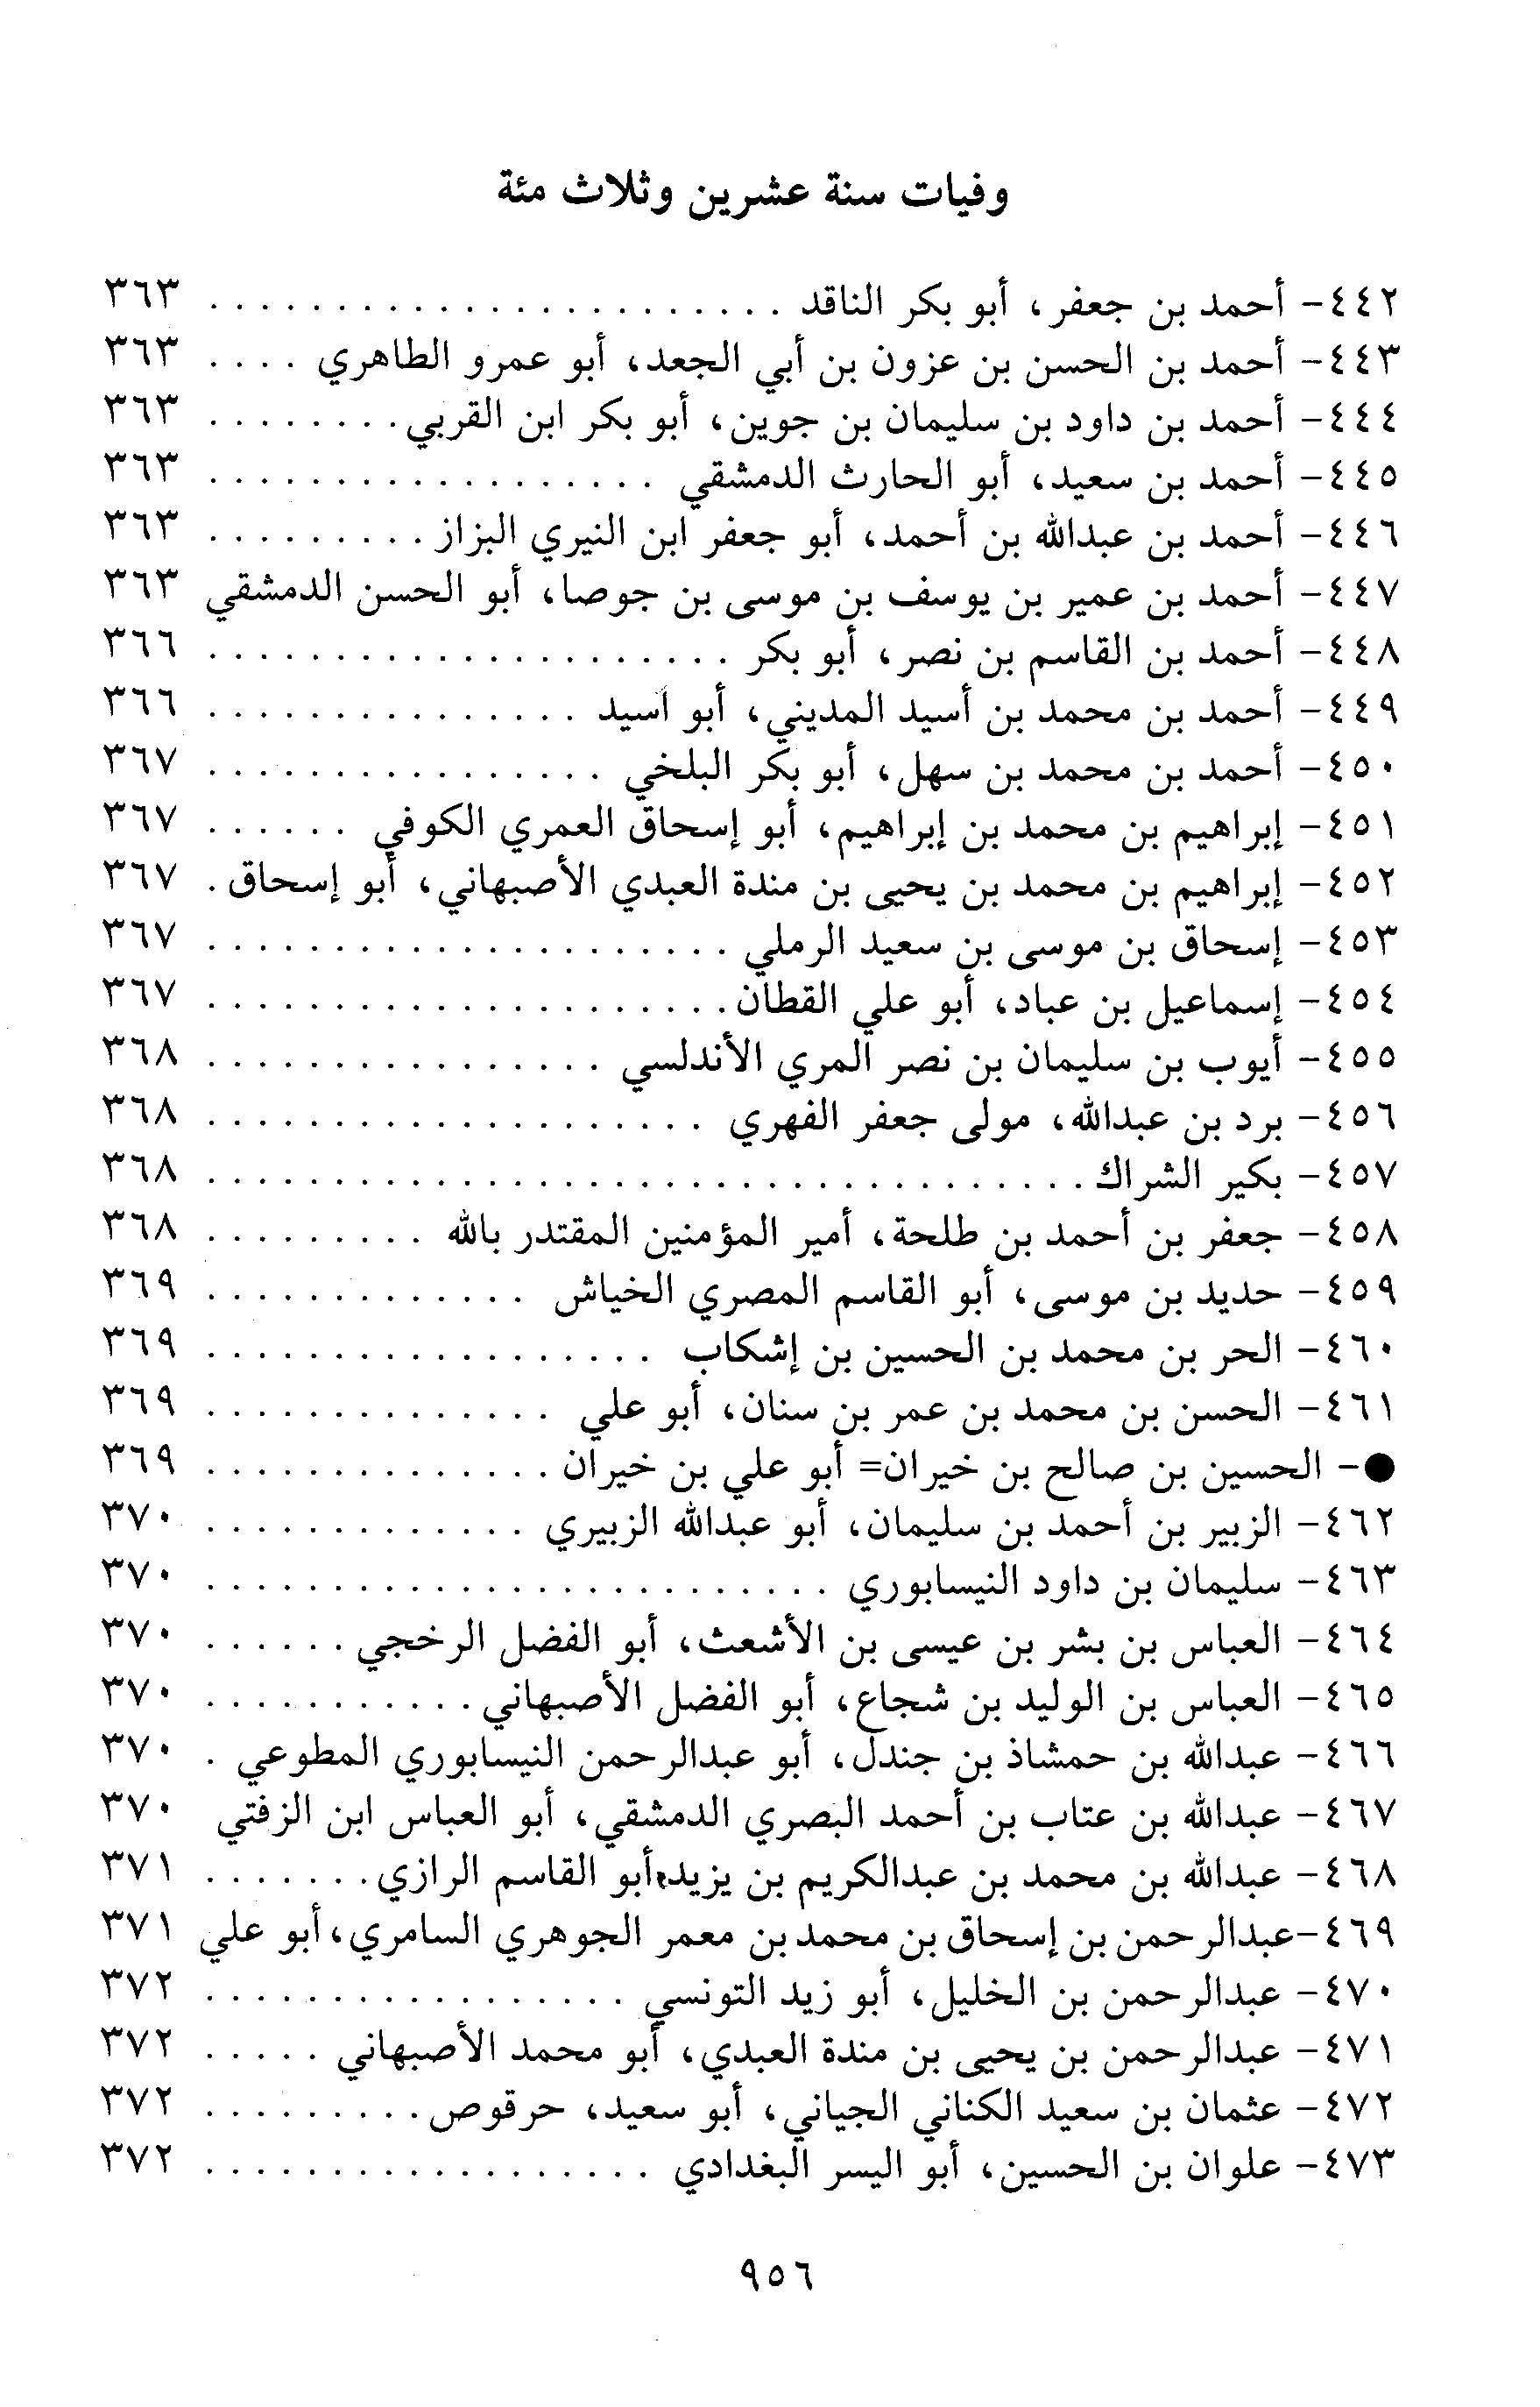 وفيات سنة عشرين وثلاث مئة
٤٤٢- أحمد بن جعفر، أبو بكر الناقد . . . . . . . . . . . . . . . . . . . . . . . ٣٦٣
٤٤٣- أحمد بن الحسن بن عزون بن أبي الجعد، أبو عمرو الطاهري . . . . ٣٦٣
٤٤٤- أحمد بن داود بن سليمان بن جوين، أبو بكر ابن القربي . . . . . . . . ٣٦٣
٤٤٥- أحمد بن سعيد، أبو الحارث الدمشقي . . . . . . . . . . . . . . . . . . ٣٦٣
٤٤٦- أحمد بن عبدالله بن أحمد، أبو جعفر ابن النيري البزاز . . . . . . . . . ٣٦٣
٤٤٧- أحمد بن عمير بن يوسف بن موسى بن جوصا، أبو الحسن الدمشقي ٣٦٣
٤٤٨- أحمد بن القاسم بن نصر، أبو بكر . . . . . . . . . . . . . . . . . . . . . ٣٦٦
٤٤٩- أحمد بن محمد بن أسيد المديني، أبو أسيد . . . . . . . . . . . . . . . ٣٦٦
٤٥٠- أحمد بن محمد بن سهل، أبو بكر البلخي . . . . . . . . . . . . . . . . ٣٦٧
٤٥١- إبراهيم بن محمد بن إبراهيم، أبو إسحاق العمري الكوفي . . . . . . ٣٦٧
٤٥٢- إبراهيم بن محمد بن يحيى بن مندة العبدي الأصبهاني، أبو إسحاق . ٣٦٧
٤٥٣- إسحاق بن موسى بن سعيد الرملي . . . . . . . . . . . . . . . . . . . . . ٣٦٧
٤٥٤- إسماعيل بن عباد، أبو علي القطان . . . . . . . . . . . . . . . . . . . . . ٣٦٧
٤٥٥- أيوب بن سليمان بن نصر المري الأندلسي . . . . . . . . . . . . . . . . ٣٦٨
٤٥٦- برد بن عبدالله، مولى جعفر الفهري . . . . . . . . . . . . . . . . . . . . ٣٦٨
٤٥٧- بكير الشراك . . . . . . . . . . . . . . . . . . . . . . . . . . . . . . . . . . . ٣٦٨
٤٥٨- جعفر بن أحمد بن طلحة، أمير المؤمنين المقتدر بالله . . . . . . . . . ٣٦٨
٤٥٩- حديد بن موسى، أبو القاسم المصري الخياش . . . . . . . . . . . . . ٣٦٩
٤٦٠- الحر بن محمد بن الحسين بن إشكاب . . . . . . . . . . . . . . . . . . ٣٦٩
٤٦١- الحسن بن محمد بن عمر بن سنان، أبو علي . . . . . . . . . . . . . . ٣٦٩
●- الحسين بن صالح بن خيران= أبو علي بن خيران . . . . . . . . . . . . . . ٣٦٩
٤٦٢- الزبير بن أحمد بن سليمان، أبو عبدالله الزبيري . . . . . . . . . . . . . ٣٧٠
٤٦٣- سليمان بن داود النيسابوري . . . . . . . . . . . . . . . . . . . . . . . . . ٣٧٠
٤٦٤- العباس بن بشر بن عيسى بن الأشعث، أبو الفضل الرخجي . . . . . . ٣٧٠
٤٦٥- العباس بن الوليد بن شجاع، أبو الفضل الأصبهاني . . . . . . . . . . . ٣٧٠
٤٦٦- عبدالله بن حمشاذ بن جندل، أبو عبدالرحمن النيسابوري المطوعي . ٣٧٠
٤٦٧- عبدالله بن عتاب بن أحمد البصري الدمشقي، أبو العباس ابن الزفتي ٣٧٠
٤٦٨- عبدالله بن محمد بن عبدالكريم بن يزيد، أبو القاسم الرازي . . . . . . . ٣٧١
٤٦٩- عبدالرحمن بن إسحاق بن محمد بن معمر الجوهري السامري، أبو علي ٣٧١
٤٧٠- عبدالرحمن بن الخليل، أبو زيد التونسي . . . . . . . . . . . . . . . . . ٣٧٢
٤٧١- عبدالرحمن بن يحيى بن مندة العبدي، أبو محمد الأصبهاني . . . . . ٣٧٢
٤٧٢- عثمان بن سعيد الكناني الجياني، أبو سعيد، حرقوص . . . . . . . . . ٣٧٢
٤٧٣- علوان بن الحسين، أبو اليسر البغدادي . . . . . . . . . . . . . . . . . . ٣٧٢
٩٥٦